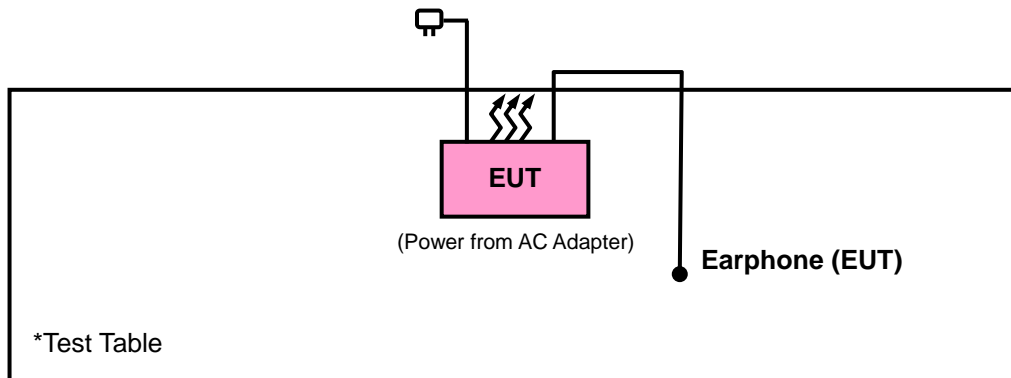 EUT
(Power from AC Adapter)
Earphone (EUT)
*Test Table